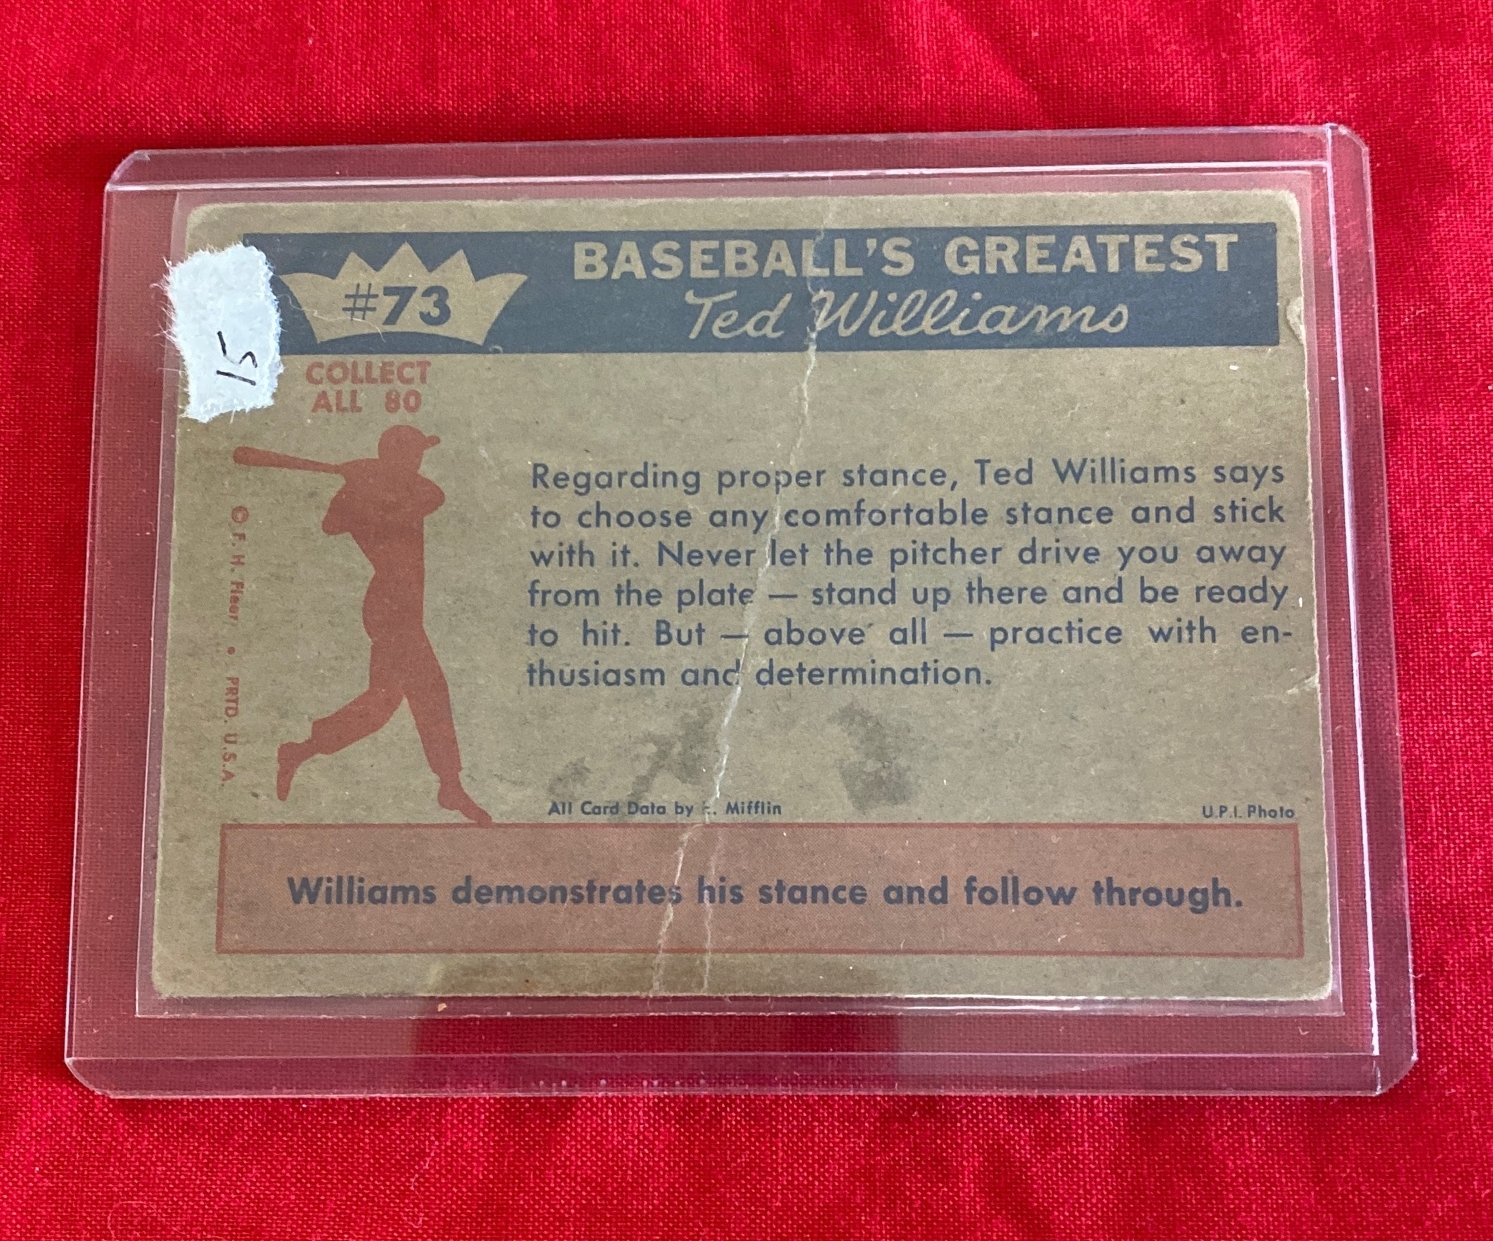 BASEBALL'S GREATEST
Ted Williams
#73
15
COLLECT
ALL 80
© F. H. Fleer • PRTD. U.S.A.
Regarding proper stance, Ted Williams says
to choose any comfortable stance and stick
with it. Never let the pitcher drive you away
from the plate — stand up there and be ready
to hit. But — above all — practice with en-
thusiasm and determination.
All Card Data by Mifflin
U.P.I. Photo
Williams demonstrates his stance and follow through.